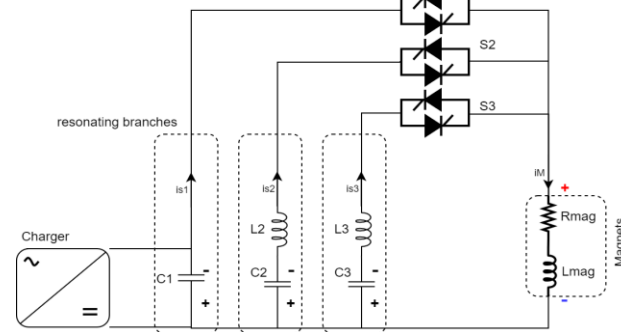 S2
S3
resonating branches
is1
is2
is3
iM
+
Rmag
L2
L3
Magnets
Charger
C1
-
C2
-
C3
-
Lmag
+
+
+
-